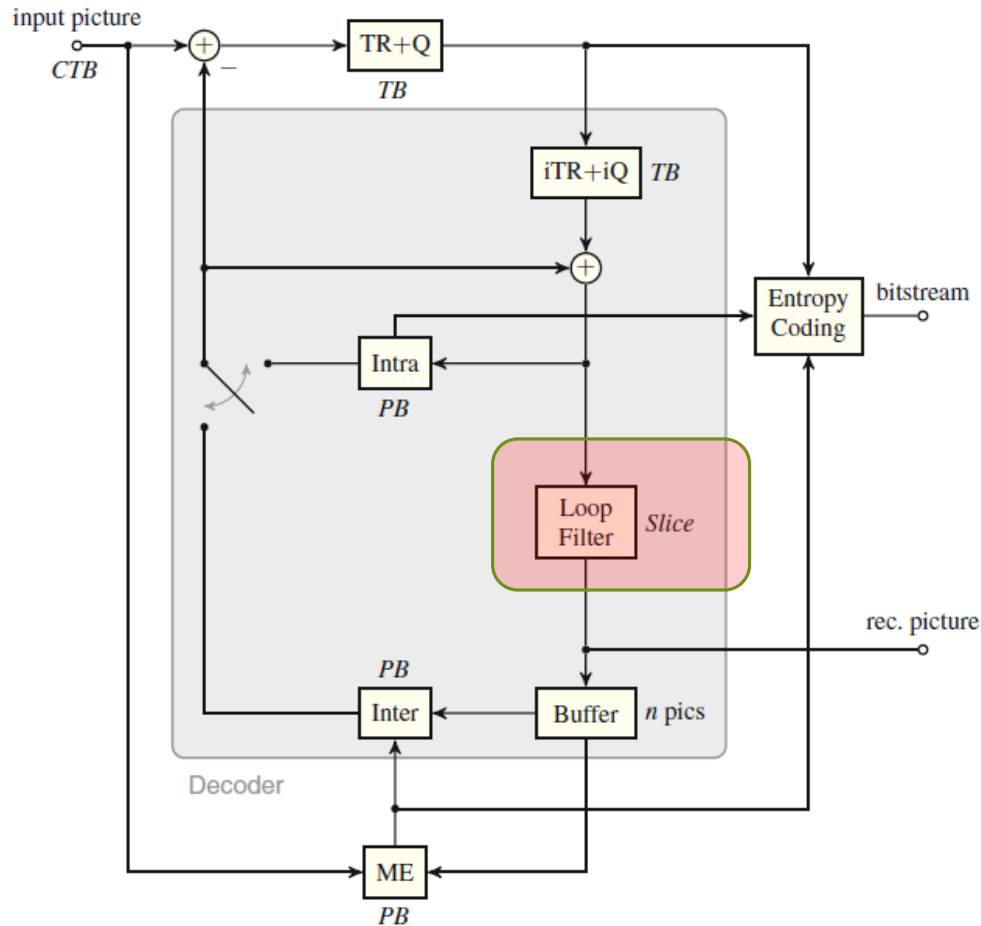 input picture
CTB
+
−
TR+Q
TB
iTR+iQ
TB
+
Entropy
Coding
bitstream
Intra
PB
Loop
Filter
Slice
rec. picture
PB
Inter
Buffer
n pics
Decoder
ME
PB